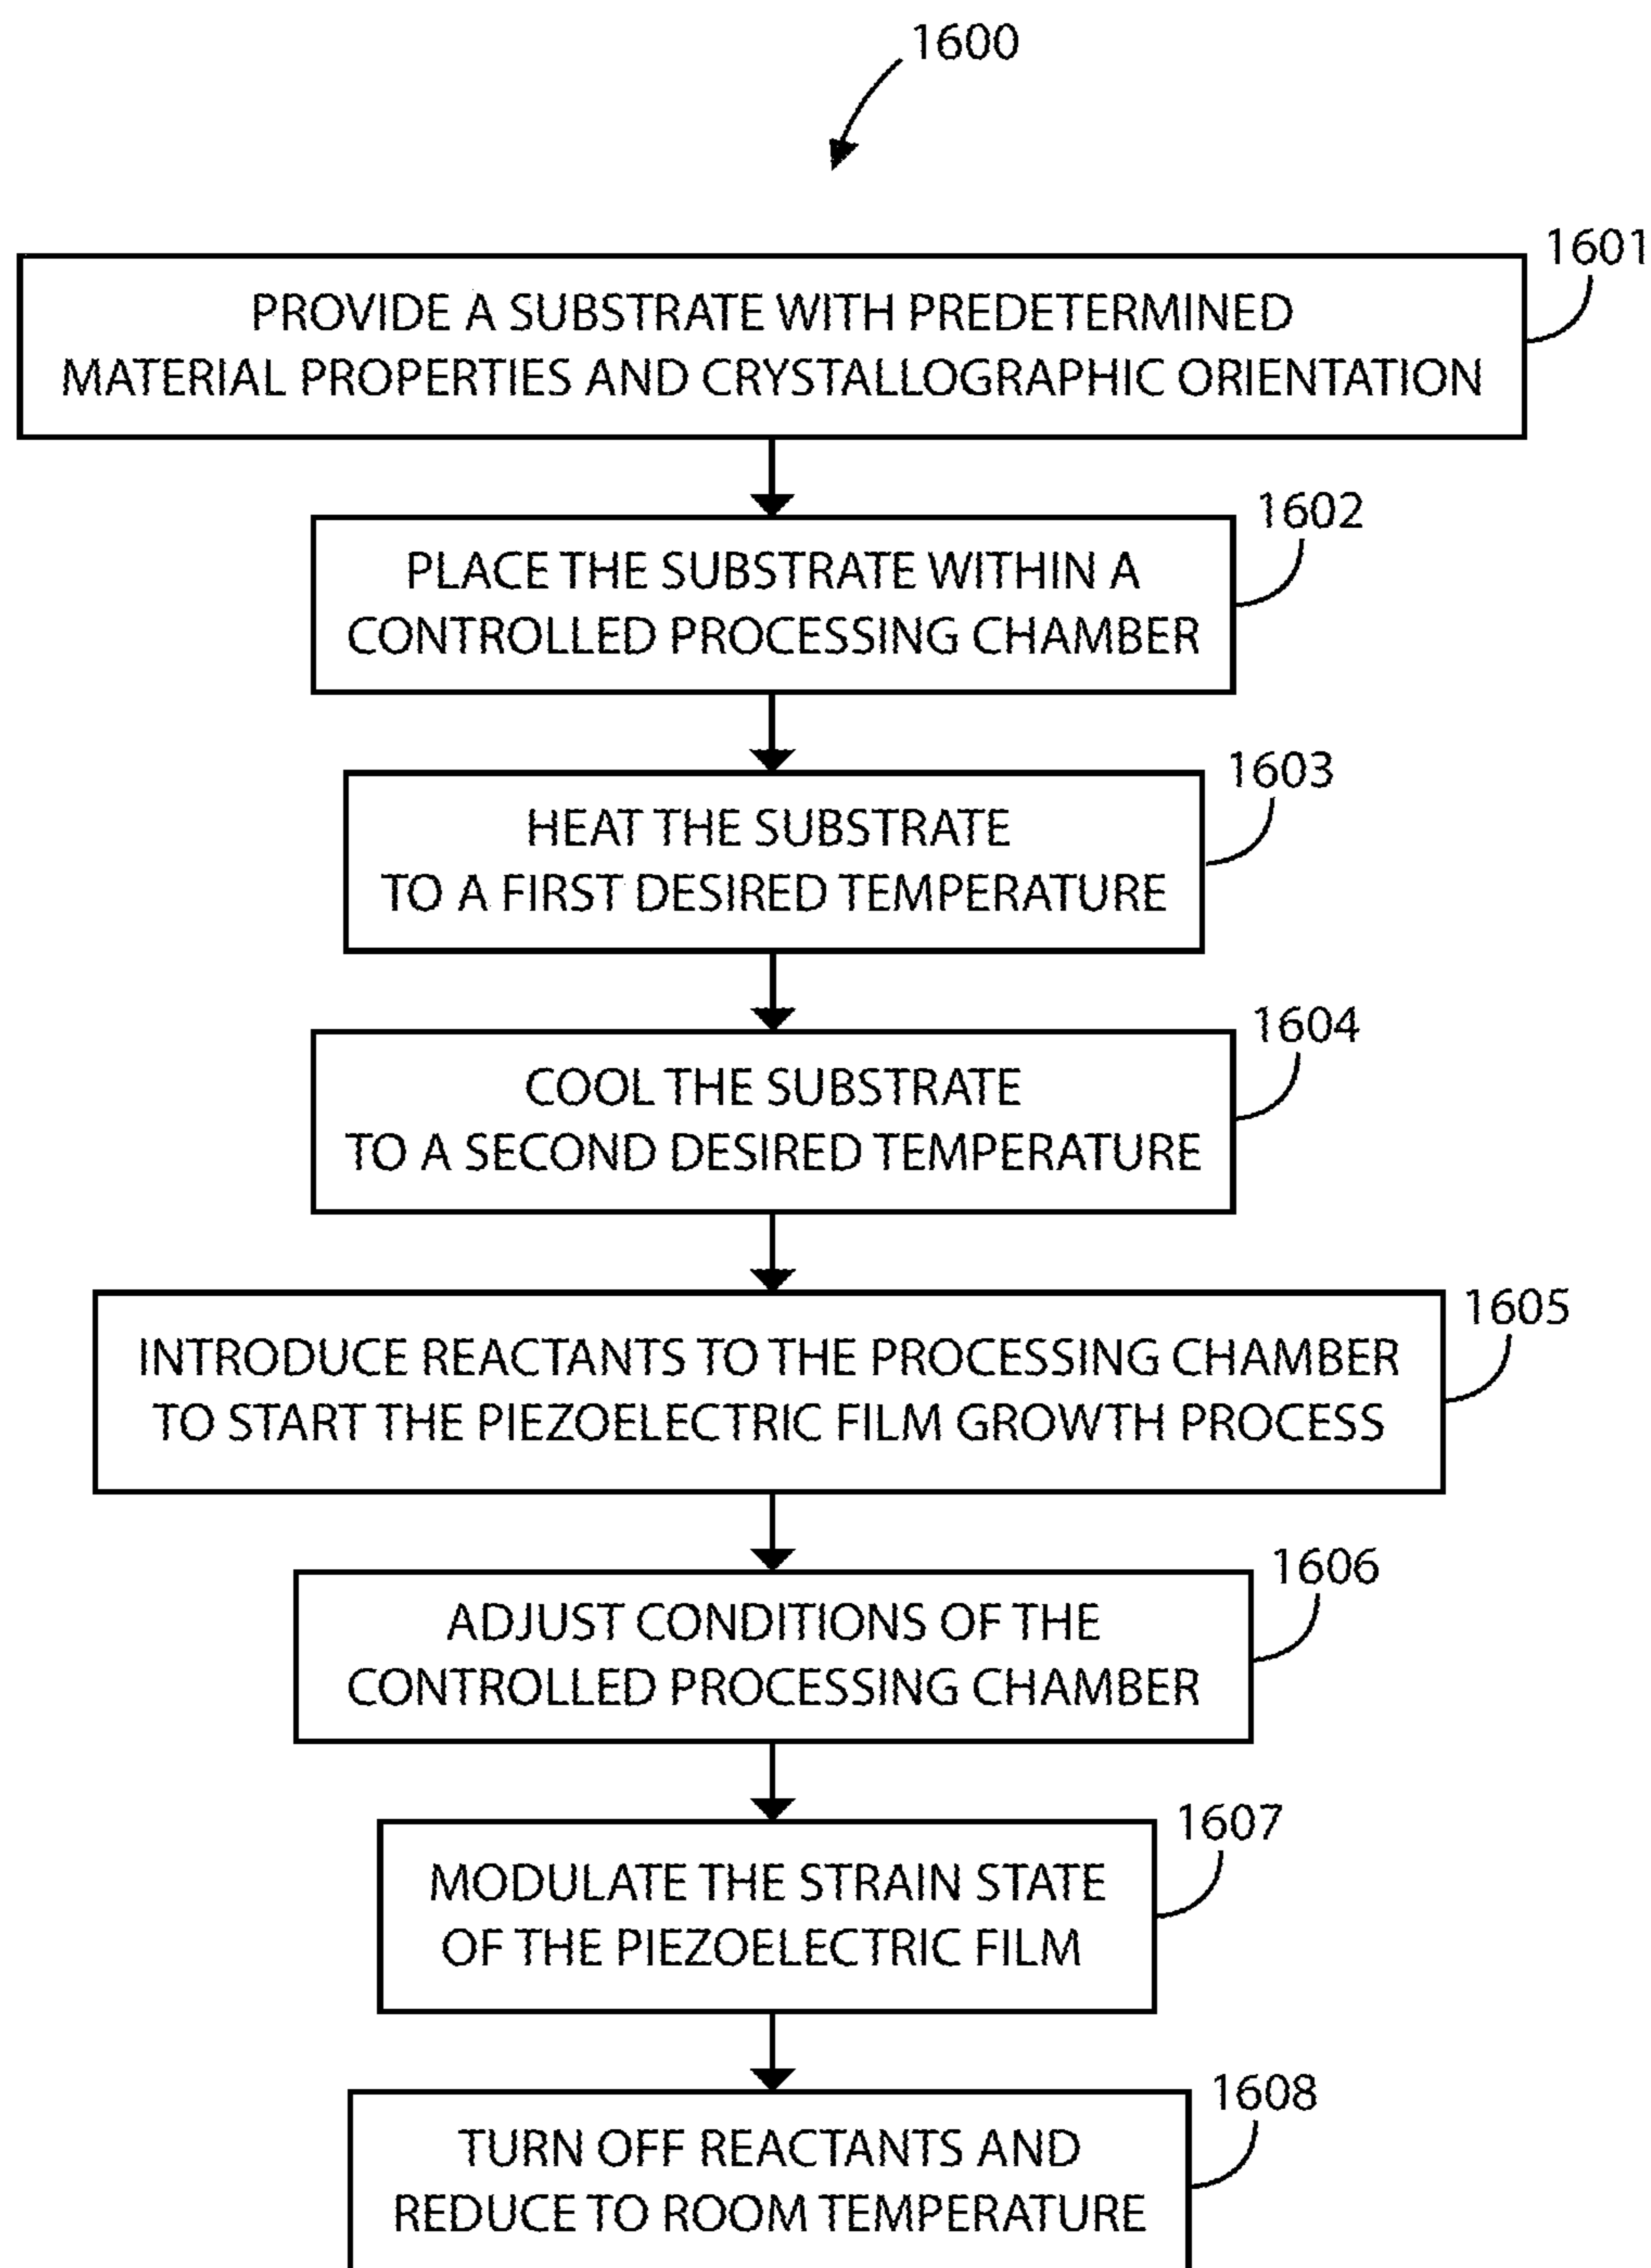 1600
1601
PROVIDE A SUBSTRATE WITH PREDETERMINED
MATERIAL PROPERTIES AND CRYSTALLOGRAPHIC ORIENTATION
1602
PLACE THE SUBSTRATE WITHIN A
CONTROLLED PROCESSING CHAMBER
1603
HEAT THE SUBSTRATE
TO A FIRST DESIRED TEMPERATURE
1604
COOL THE SUBSTRATE
TO A SECOND DESIRED TEMPERATURE
1605
INTRODUCE REACTANTS TO THE PROCESSING CHAMBER
TO START THE PIEZOELECTRIC FILM GROWTH PROCESS
1606
ADJUST CONDITIONS OF THE
CONTROLLED PROCESSING CHAMBER
1607
MODULATE THE STRAIN STATE
OF THE PIEZOELECTRIC FILM
1608
TURN OFF REACTANTS AND
REDUCE TO ROOM TEMPERATURE